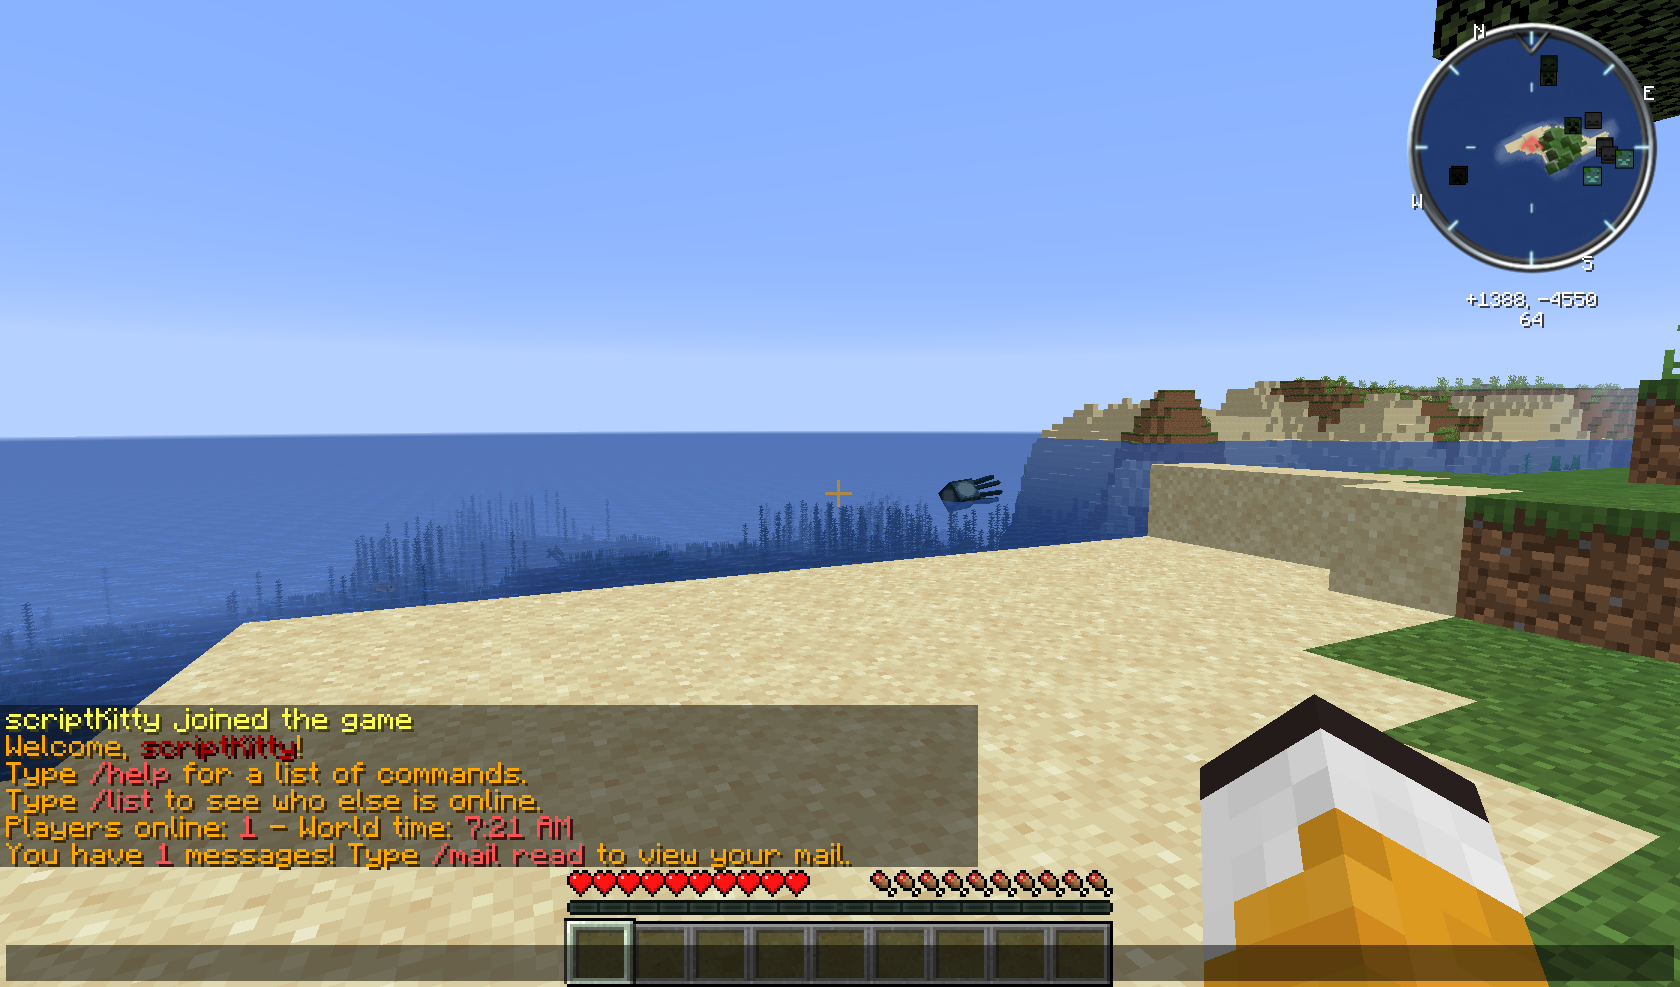 N
E
W
S
+1388, -4550
64
scriptKitty joined the game
Welcome, scriptKitty!
Type /help for a list of commands.
Type /list to see who else is online.
Players online: 1 - World time: 7:21 AM
You have 1 messages! Type /mail read to view your mail.